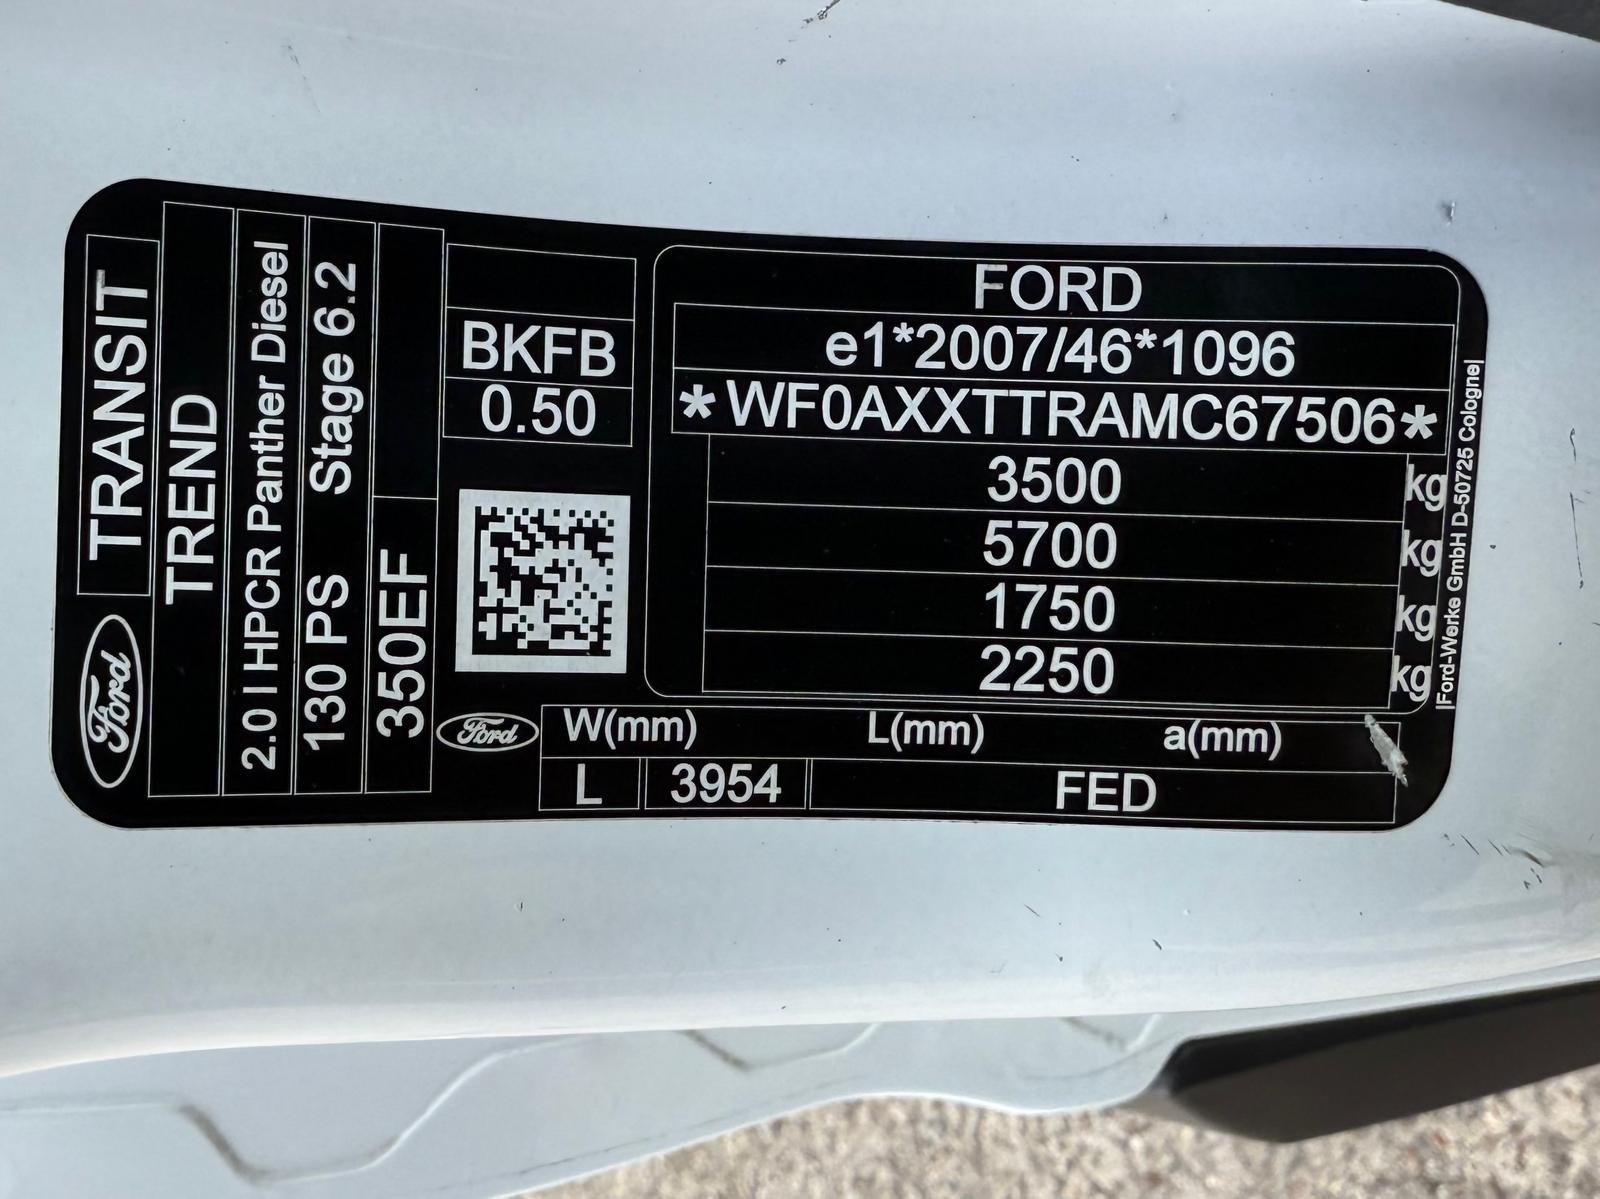 Ford
TRANSIT
TREND
2.0 l HPCR Panther Diesel
130 PS Stage 6.2
350EF
BKFB
0.50
Ford
FORD
e1*2007/46*1096
*WF0AXXTTRAMC67506*
3500 kg
5700 kg
1750 kg
2250 kg
W(mm) L(mm) a(mm)
L 3954 FED
|Ford-Werke GmbH D-50725 Cologne|